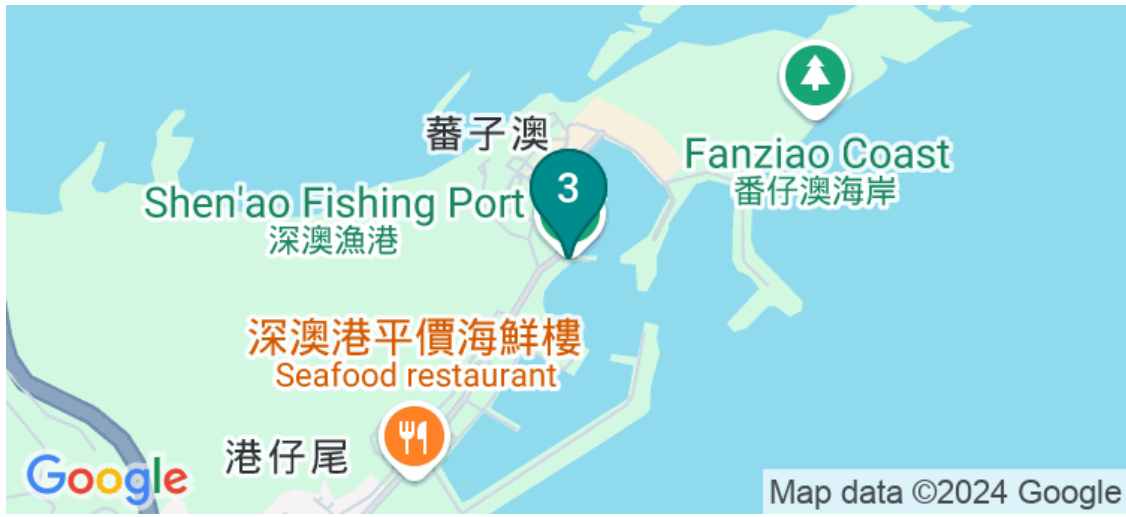 蕃子澳
Fanziao Coast
番仔澳海岸
3
Shen'ao Fishing Port
深澳漁港
深澳港平價海鮮樓
Seafood restaurant
港仔尾
Google
Map data ©2024 Google